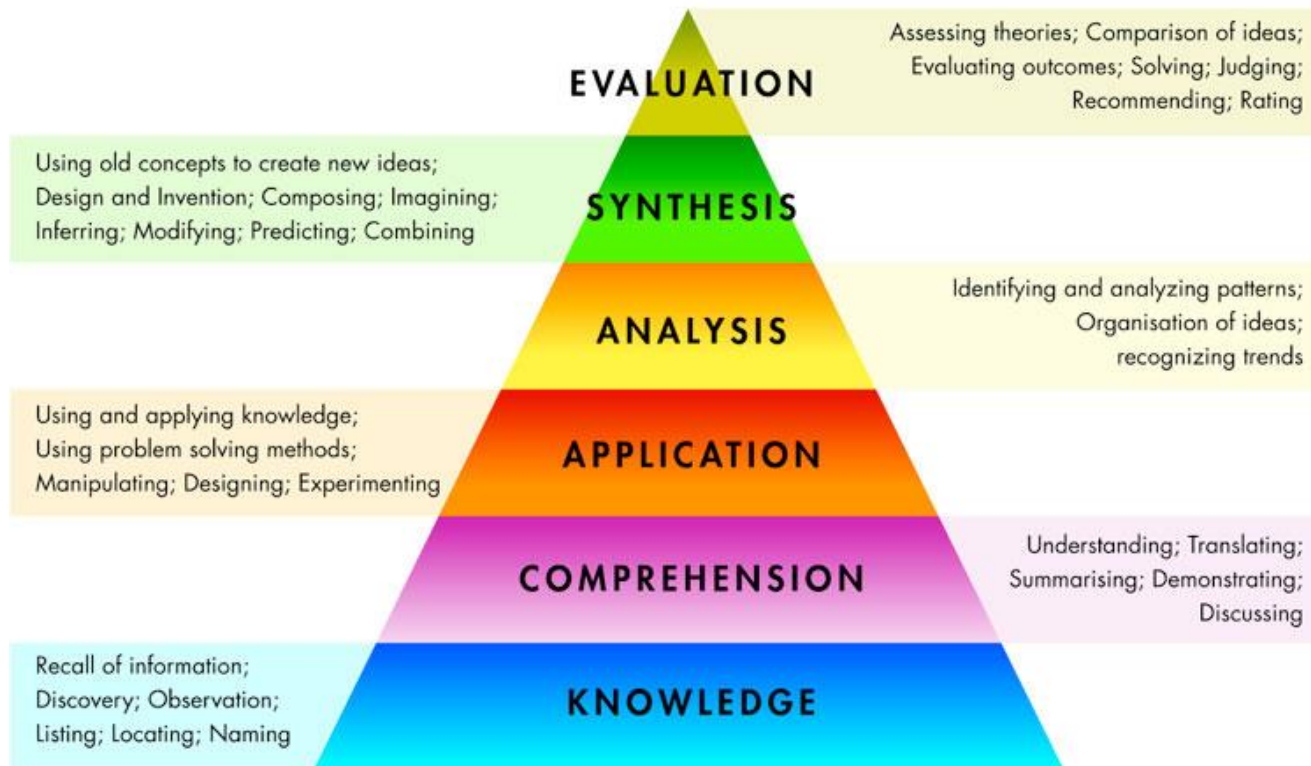 EVALUATION
Assessing theories; Comparison of ideas;
Evaluating outcomes; Solving; Judging;
Recommending; Rating
Using old concepts to create new ideas;
Design and Invention; Composing; Imagining;
Inferring; Modifying; Predicting; Combining
SYNTHESIS
ANALYSIS
Identifying and analyzing patterns;
Organisation of ideas;
recognizing trends
Using and applying knowledge;
Using problem solving methods;
Manipulating; Designing; Experimenting
APPLICATION
COMPREHENSION
Understanding; Translating;
Summarising; Demonstrating;
Discussing
Recall of information;
Discovery; Observation;
Listing; Locating; Naming
KNOWLEDGE